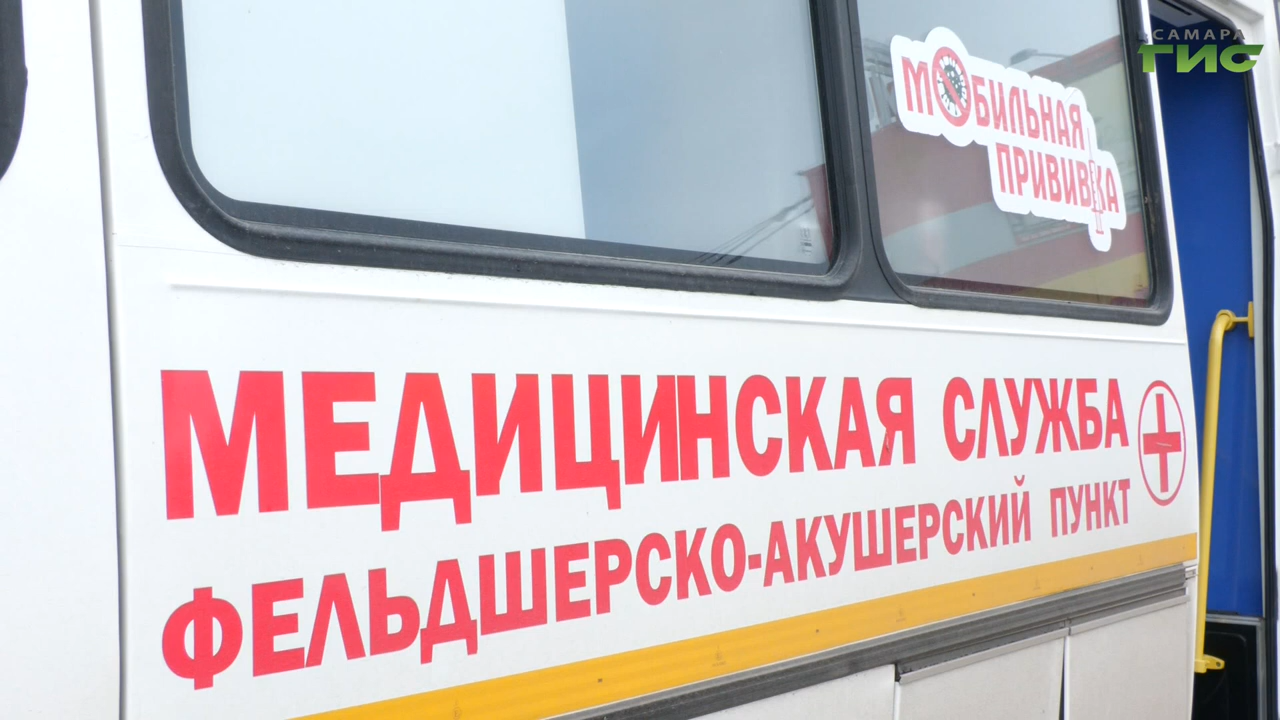 САМАРА
ГИС
МОБИЛЬНАЯ
ПРИВИВКА
МЕДИЦИНСКАЯ СЛУЖБА
ФЕЛЬДШЕРСКО-АКУШЕРСКИЙ ПУНКТ